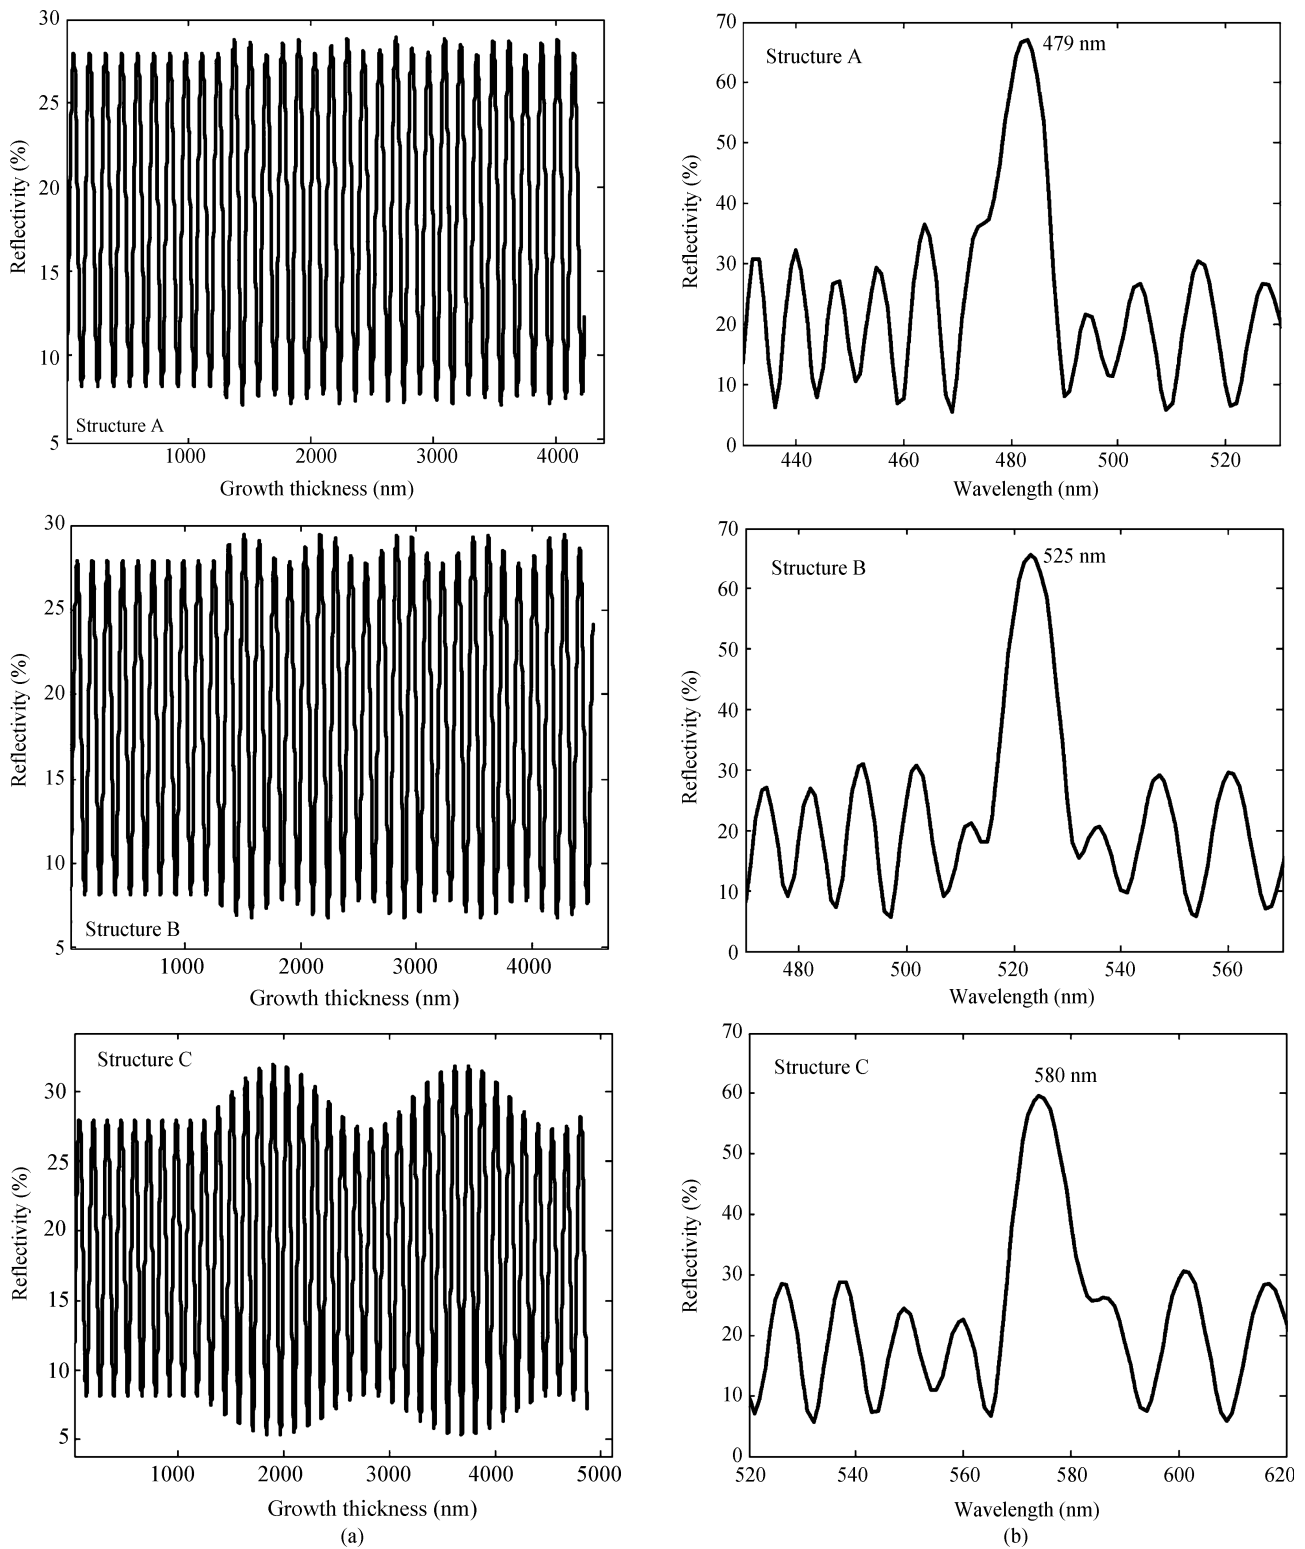 30
25
20
15
10
5
Reflectivity (%)
Structure A
1000 2000 3000 4000
Growth thickness (nm)
70
60
50
40
30
20
10
0
Reflectivity (%)
Structure A
479 nm
440 460 480 500 520
Wavelength (nm)
30
25
20
15
10
5
Reflectivity (%)
Structure B
1000 2000 3000 4000
Growth thickness (nm)
70
60
50
40
30
20
10
0
Reflectivity (%)
Structure B
525 nm
480 500 520 540 560
Wavelength (nm)
Structure C
30
25
20
15
10
5
Reflectivity (%)
1000 2000 3000 4000 5000
Growth thickness (nm)
(a)
70
60
50
40
30
20
10
0
Reflectivity (%)
Structure C
580 nm
520 540 560 580 600 620
Wavelength (nm)
(b)